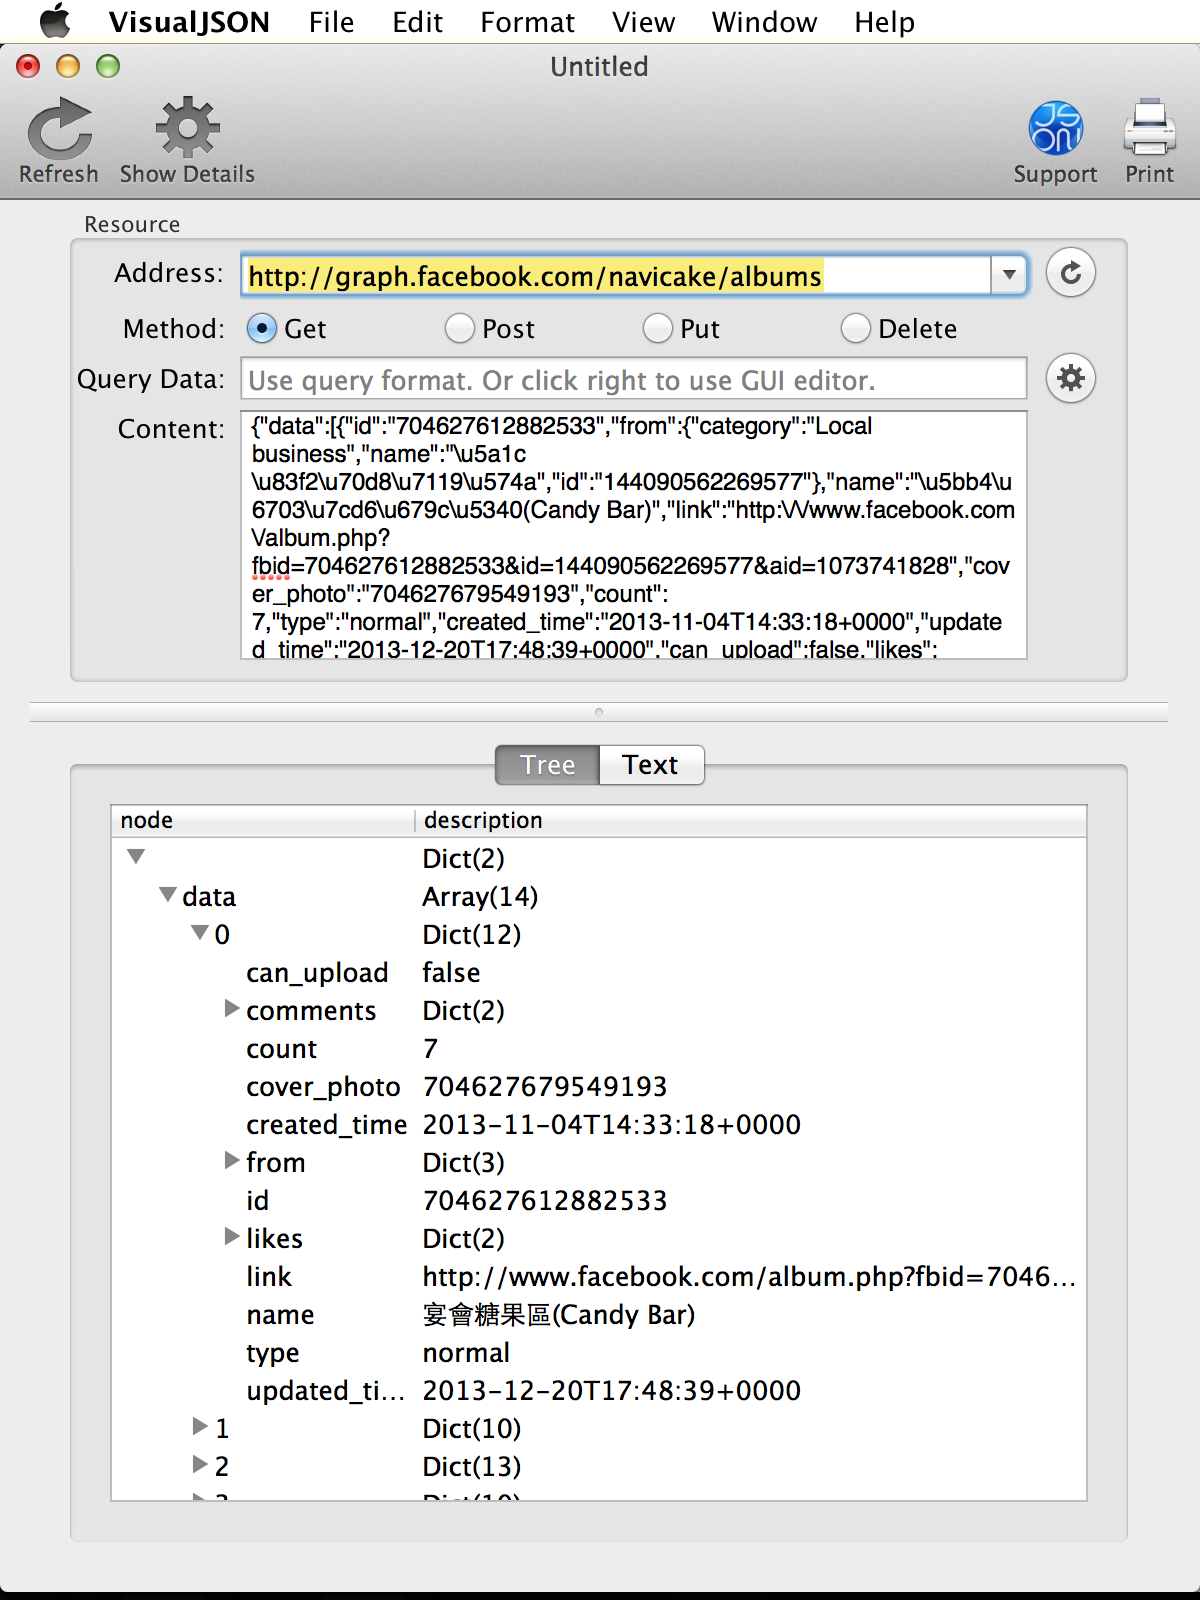 VisualJSON File Edit Format View Window Help
Untitled
Refresh Show Details Support Print
Resource
Address: http://graph.facebook.com/navicake/albums
Method: Get Post Put Delete
Query Data: Use query format. Or click right to use GUI editor.
Content: {"data":[{"id":"704627612882533","from":{"category":"Local
business","name":"\u5a1c
\u83f2\u70d8\u7119\u574a","id":"144090562269577"},"name":"\u5bb4\u
6703\u7cd6\u679c\u5340(Candy Bar)","link":"http:\/\/www.facebook.com
\/album.php?
fbid=704627612882533&id=144090562269577&aid=1073741828","cov
er_photo":"704627679549193","count":
7,"type":"normal","created_time":"2013-11-04T14:33:18+0000","update
d_time":"2013-12-20T17:48:39+0000","can_upload":false,"likes":
Tree Text
node description
Dict(2)
data Array(14)
0 Dict(12)
can_upload false
comments Dict(2)
count 7
cover_photo 704627679549193
created_time 2013-11-04T14:33:18+0000
from Dict(3)
id 704627612882533
likes Dict(2)
link http://www.facebook.com/album.php?fbid=7046...
name 宴會糖果區(Candy Bar)
type normal
updated_ti... 2013-12-20T17:48:39+0000
1 Dict(10)
2 Dict(13)